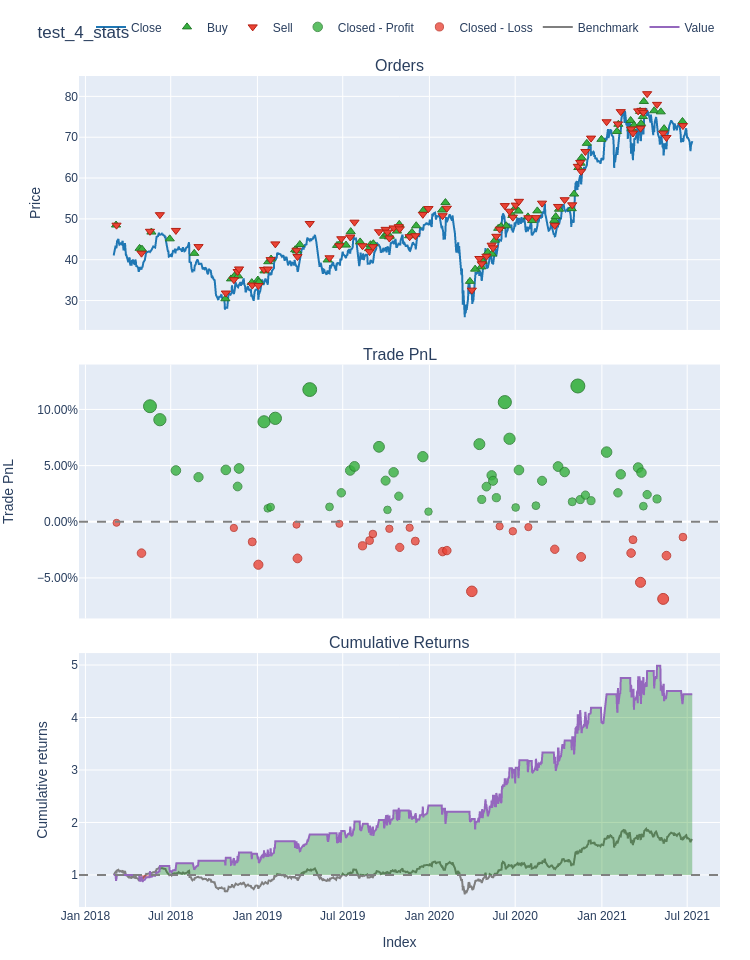 test_4_stats
Close Buy Sell Closed - Profit Closed - Loss Benchmark Value
Orders
80
70
60
50
40
30
Price
Trade PnL
10.00%
5.00%
0.00%
−5.00%
Trade PnL
Cumulative Returns
5
4
3
2
1
Cumulative returns
Jan 2018 Jul 2018 Jan 2019 Jul 2019 Jan 2020 Jul 2020 Jan 2021 Jul 2021
Index